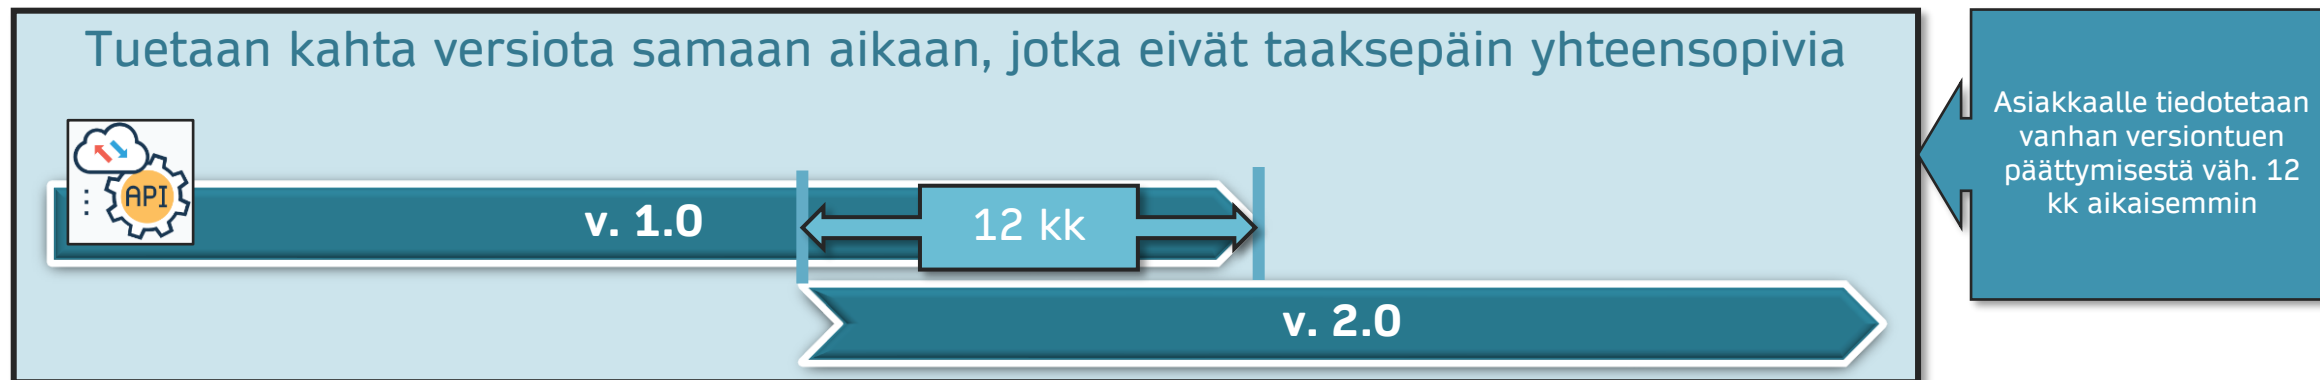 Tuetaan kahta versiota samaan aikaan, jotka eivät taaksepäin yhteensopivia
API
v. 1.0
12 kk
v. 2.0
Asiakkaalle tiedotetaan
vanhan versiontuen
päättymisestä väh. 12
kk aikaisemmin